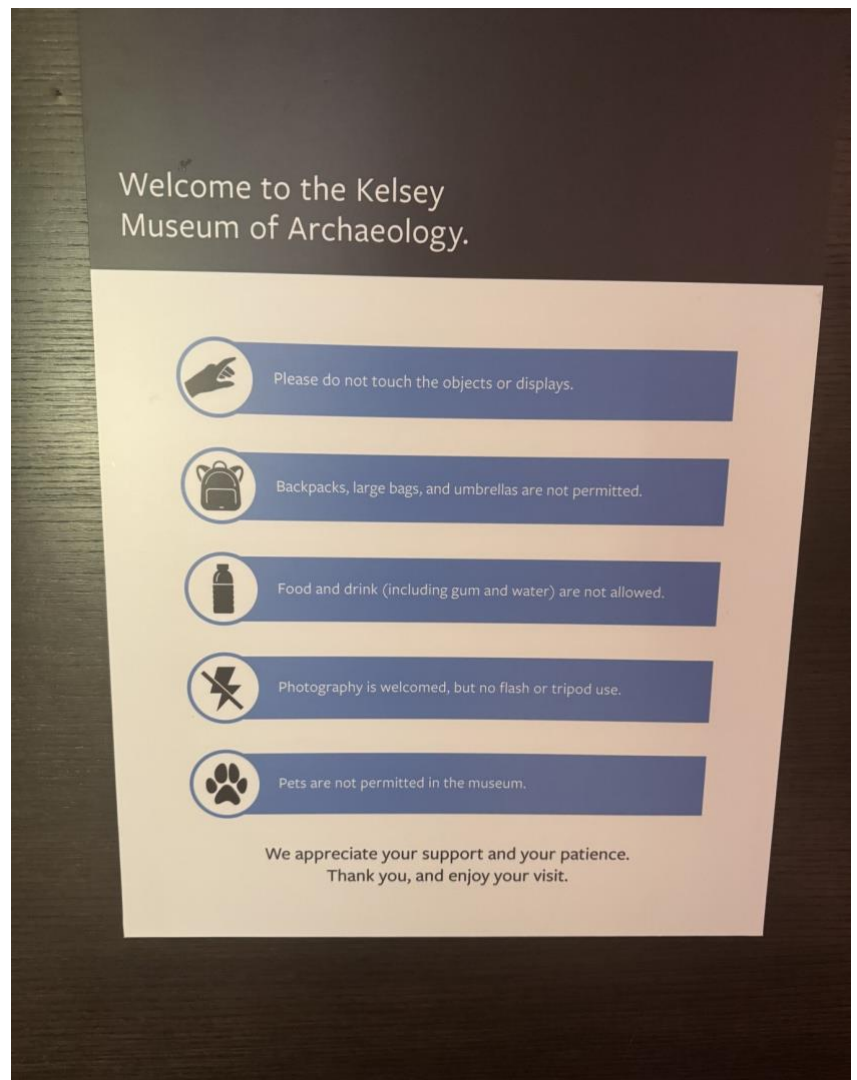 Welcome to the Kelsey
Museum of Archaeology.
Please do not touch the objects or displays.
Backpacks, large bags, and umbrellas are not permitted.
Food and drink (including gum and water) are not allowed.
Photography is welcomed, but no flash or tripod use.
Pets are not permitted in the museum.
We appreciate your support and your patience.
Thank you, and enjoy your visit.